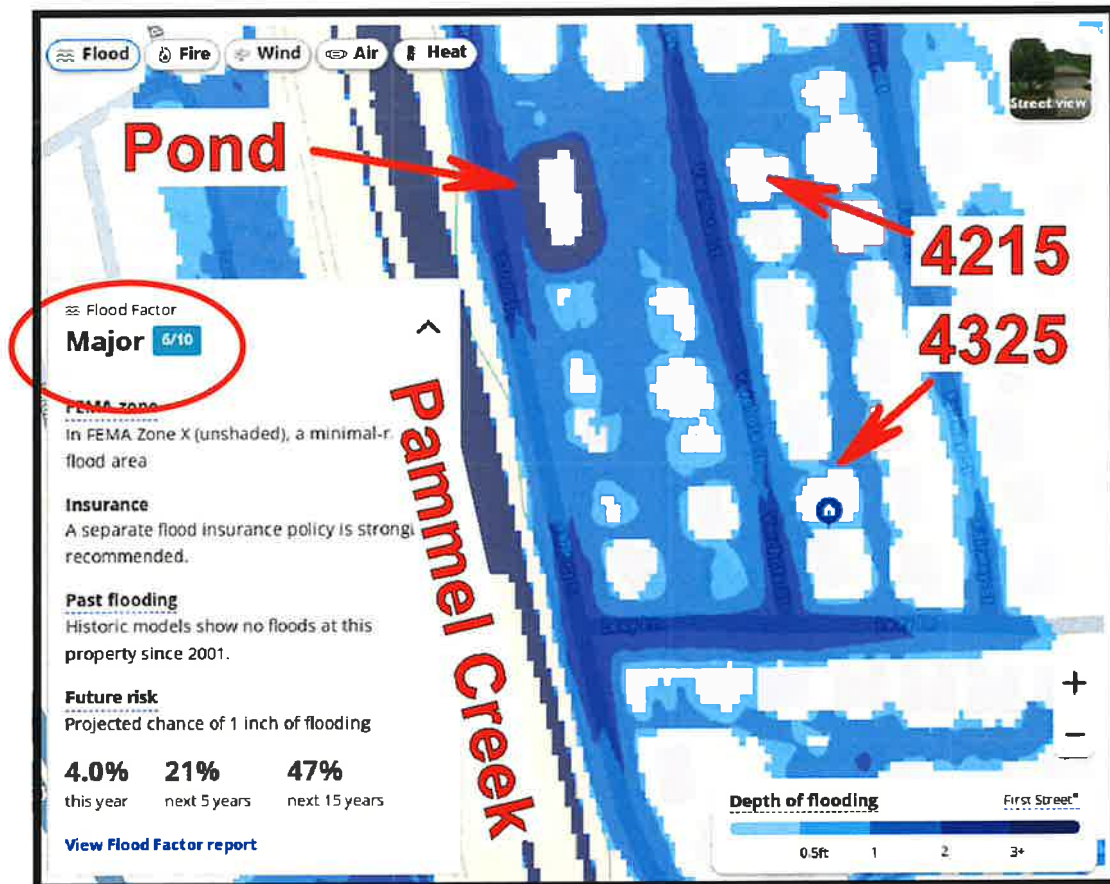 Flood
Fire
Wind
Air
Heat
Street view
Pond
4215
4325
Flood Factor
Major 6/10
FEMA zone
In FEMA Zone X (unshaded), a minimal-r
flood area
Insurance
A separate flood insurance policy is strongl
recommended.
Past flooding
Historic models show no floods at this
property since 2001.
Future risk
Projected chance of 1 inch of flooding
4.0% 21% 47%
this year next 5 years next 15 years
View Flood Factor report
Pammel Creek
+
−
Depth of flooding First Street®
0.5ft 1 2 3+